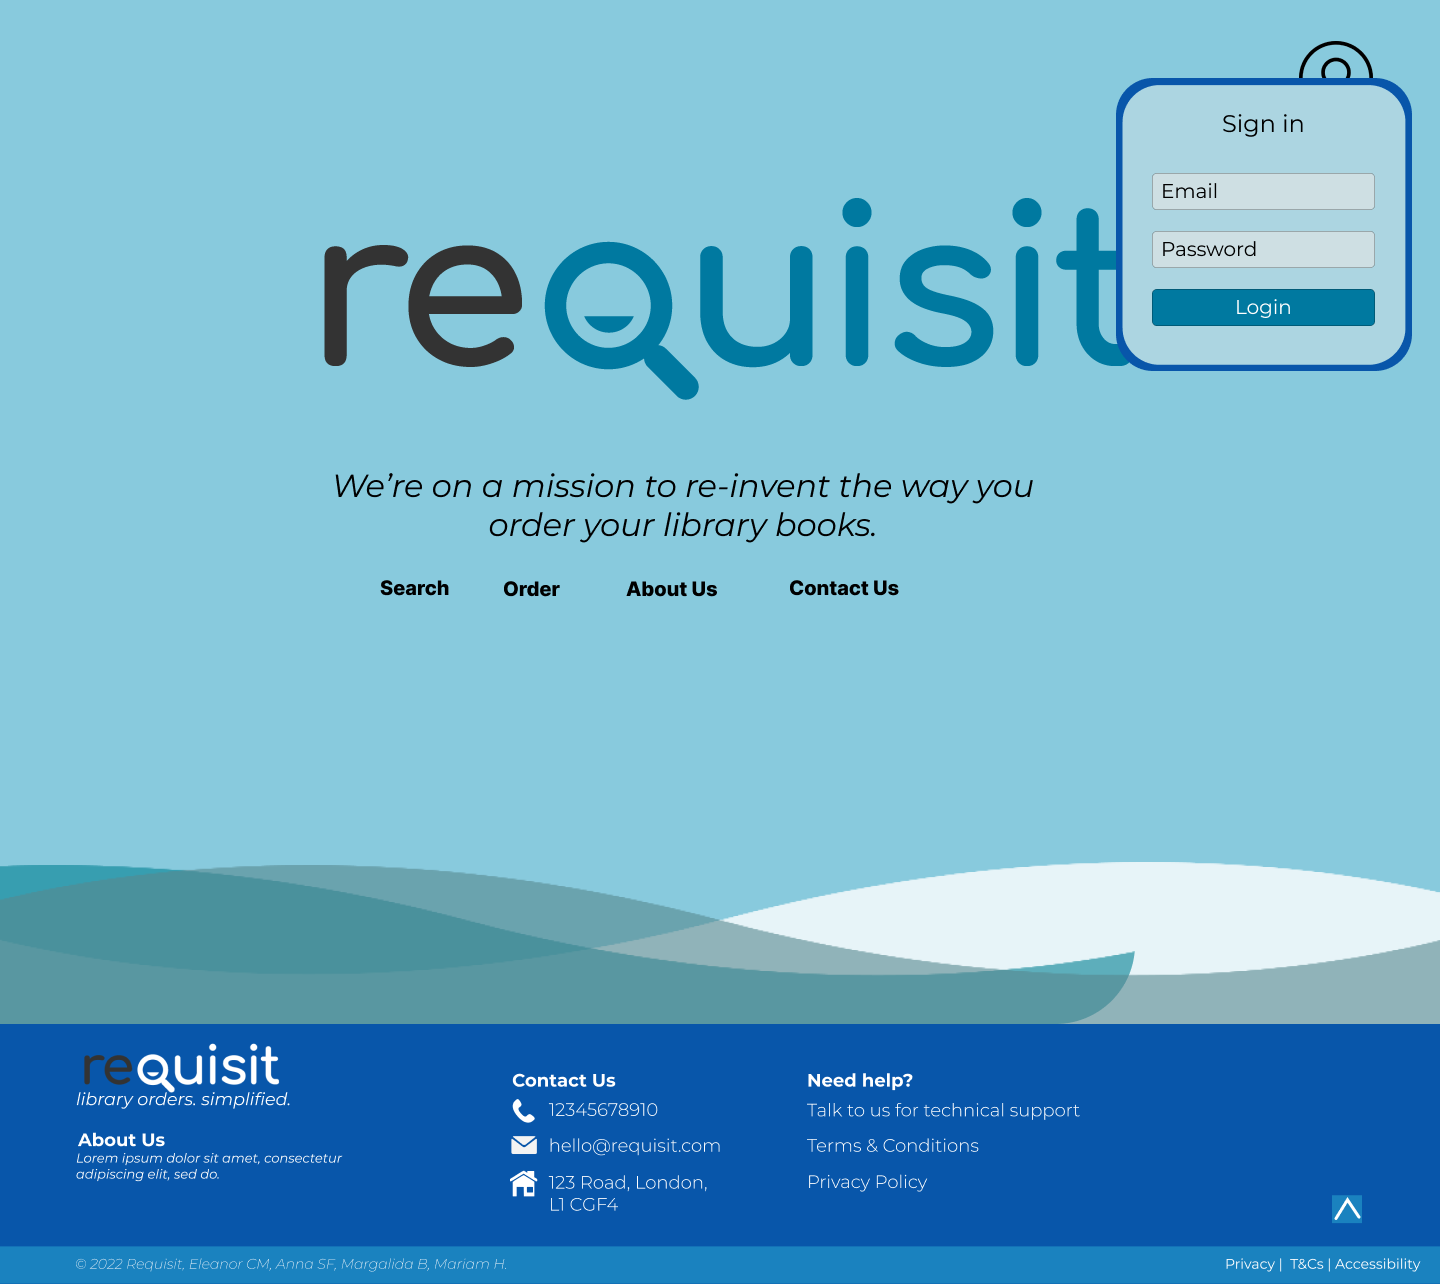 Sign in
Email
Password
Login
requisit
We’re on a mission to re-invent the way you
order your library books.
Search Order About Us Contact Us
requisit
library orders. simplified.
About Us
Lorem ipsum dolor sit amet, consectetur
adipiscing elit, sed do.
Contact Us
12345678910
hello@requisit.com
123 Road, London,
L1 CGF4
Need help?
Talk to us for technical support
Terms & Conditions
Privacy Policy
© 2022 Requisit, Eleanor CM, Anna SF, Margalida B, Mariam H.
Privacy | T&Cs | Accessibility